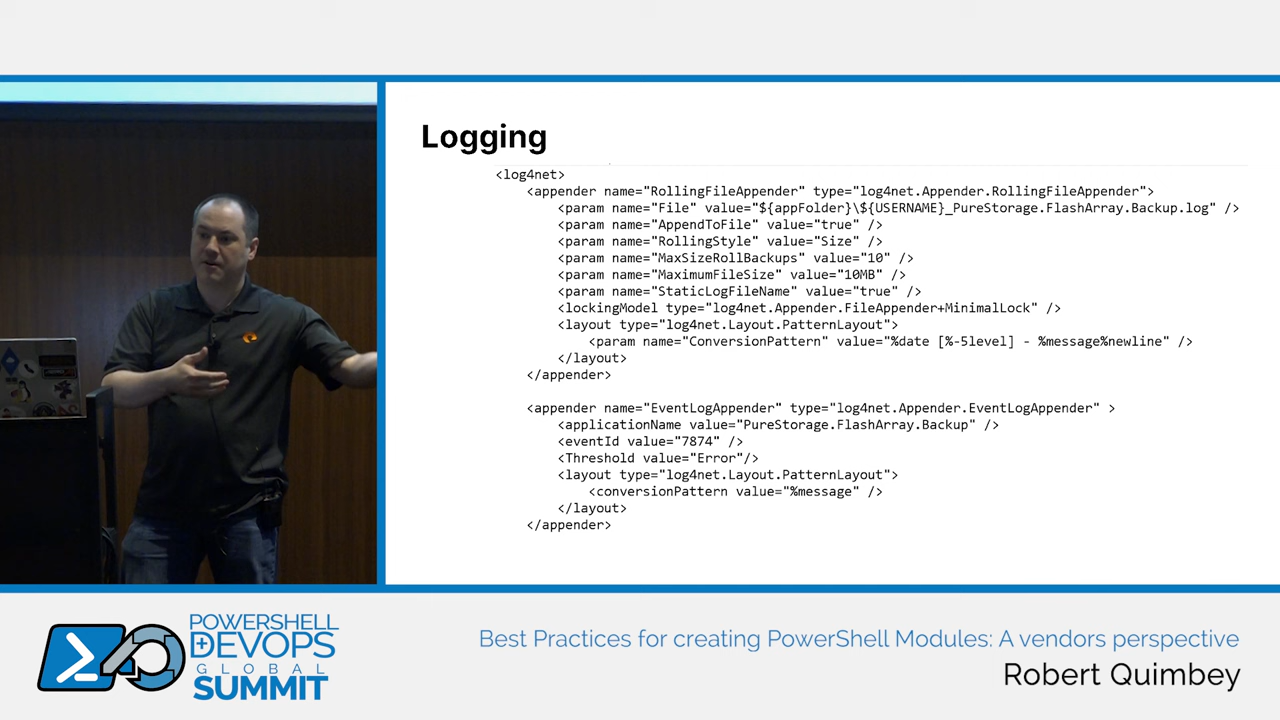 Logging
<log4net>
<appender name="RollingFileAppender" type="log4net.Appender.RollingFileAppender">
<param name="File" value="${appFolder}\${USERNAME}_PureStorage.FlashArray.Backup.log" />
<param name="AppendToFile" value="true" />
<param name="RollingStyle" value="Size" />
<param name="MaxSizeRollBackups" value="10" />
<param name="MaximumFileSize" value="10MB" />
<param name="StaticLogFileName" value="true" />
<lockingModel type="log4net.Appender.FileAppender+MinimalLock" />
<layout type="log4net.Layout.PatternLayout">
<param name="ConversionPattern" value="%date [%-5level] - %message%newline" />
</layout>
</appender>
<appender name="EventLogAppender" type="log4net.Appender.EventLogAppender" >
<applicationName value="PureStorage.FlashArray.Backup" />
<eventId value="7874" />
<Threshold value="Error"/>
<layout type="log4net.Layout.PatternLayout">
<conversionPattern value="%message" />
</layout>
</appender>
POWERSHELL
DEVOPS
GLOBAL
SUMMIT
Best Practices for creating PowerShell Modules: A vendors perspective
Robert Quimbey